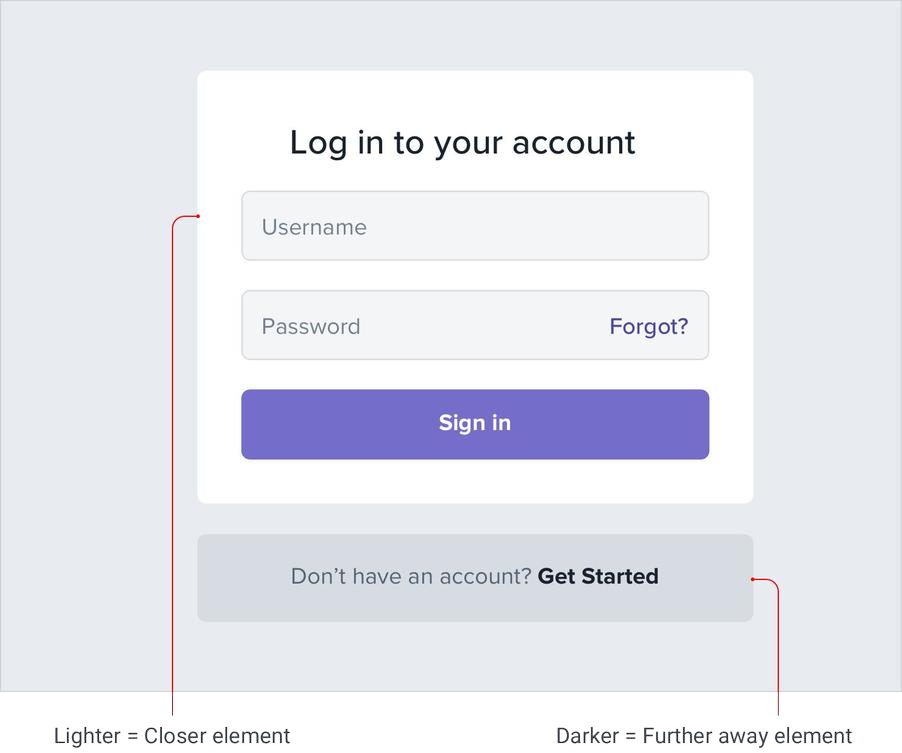 Log in to your account
Username
Password Forgot?
Sign in
Don’t have an account? Get Started
Lighter = Closer element
Darker = Further away element